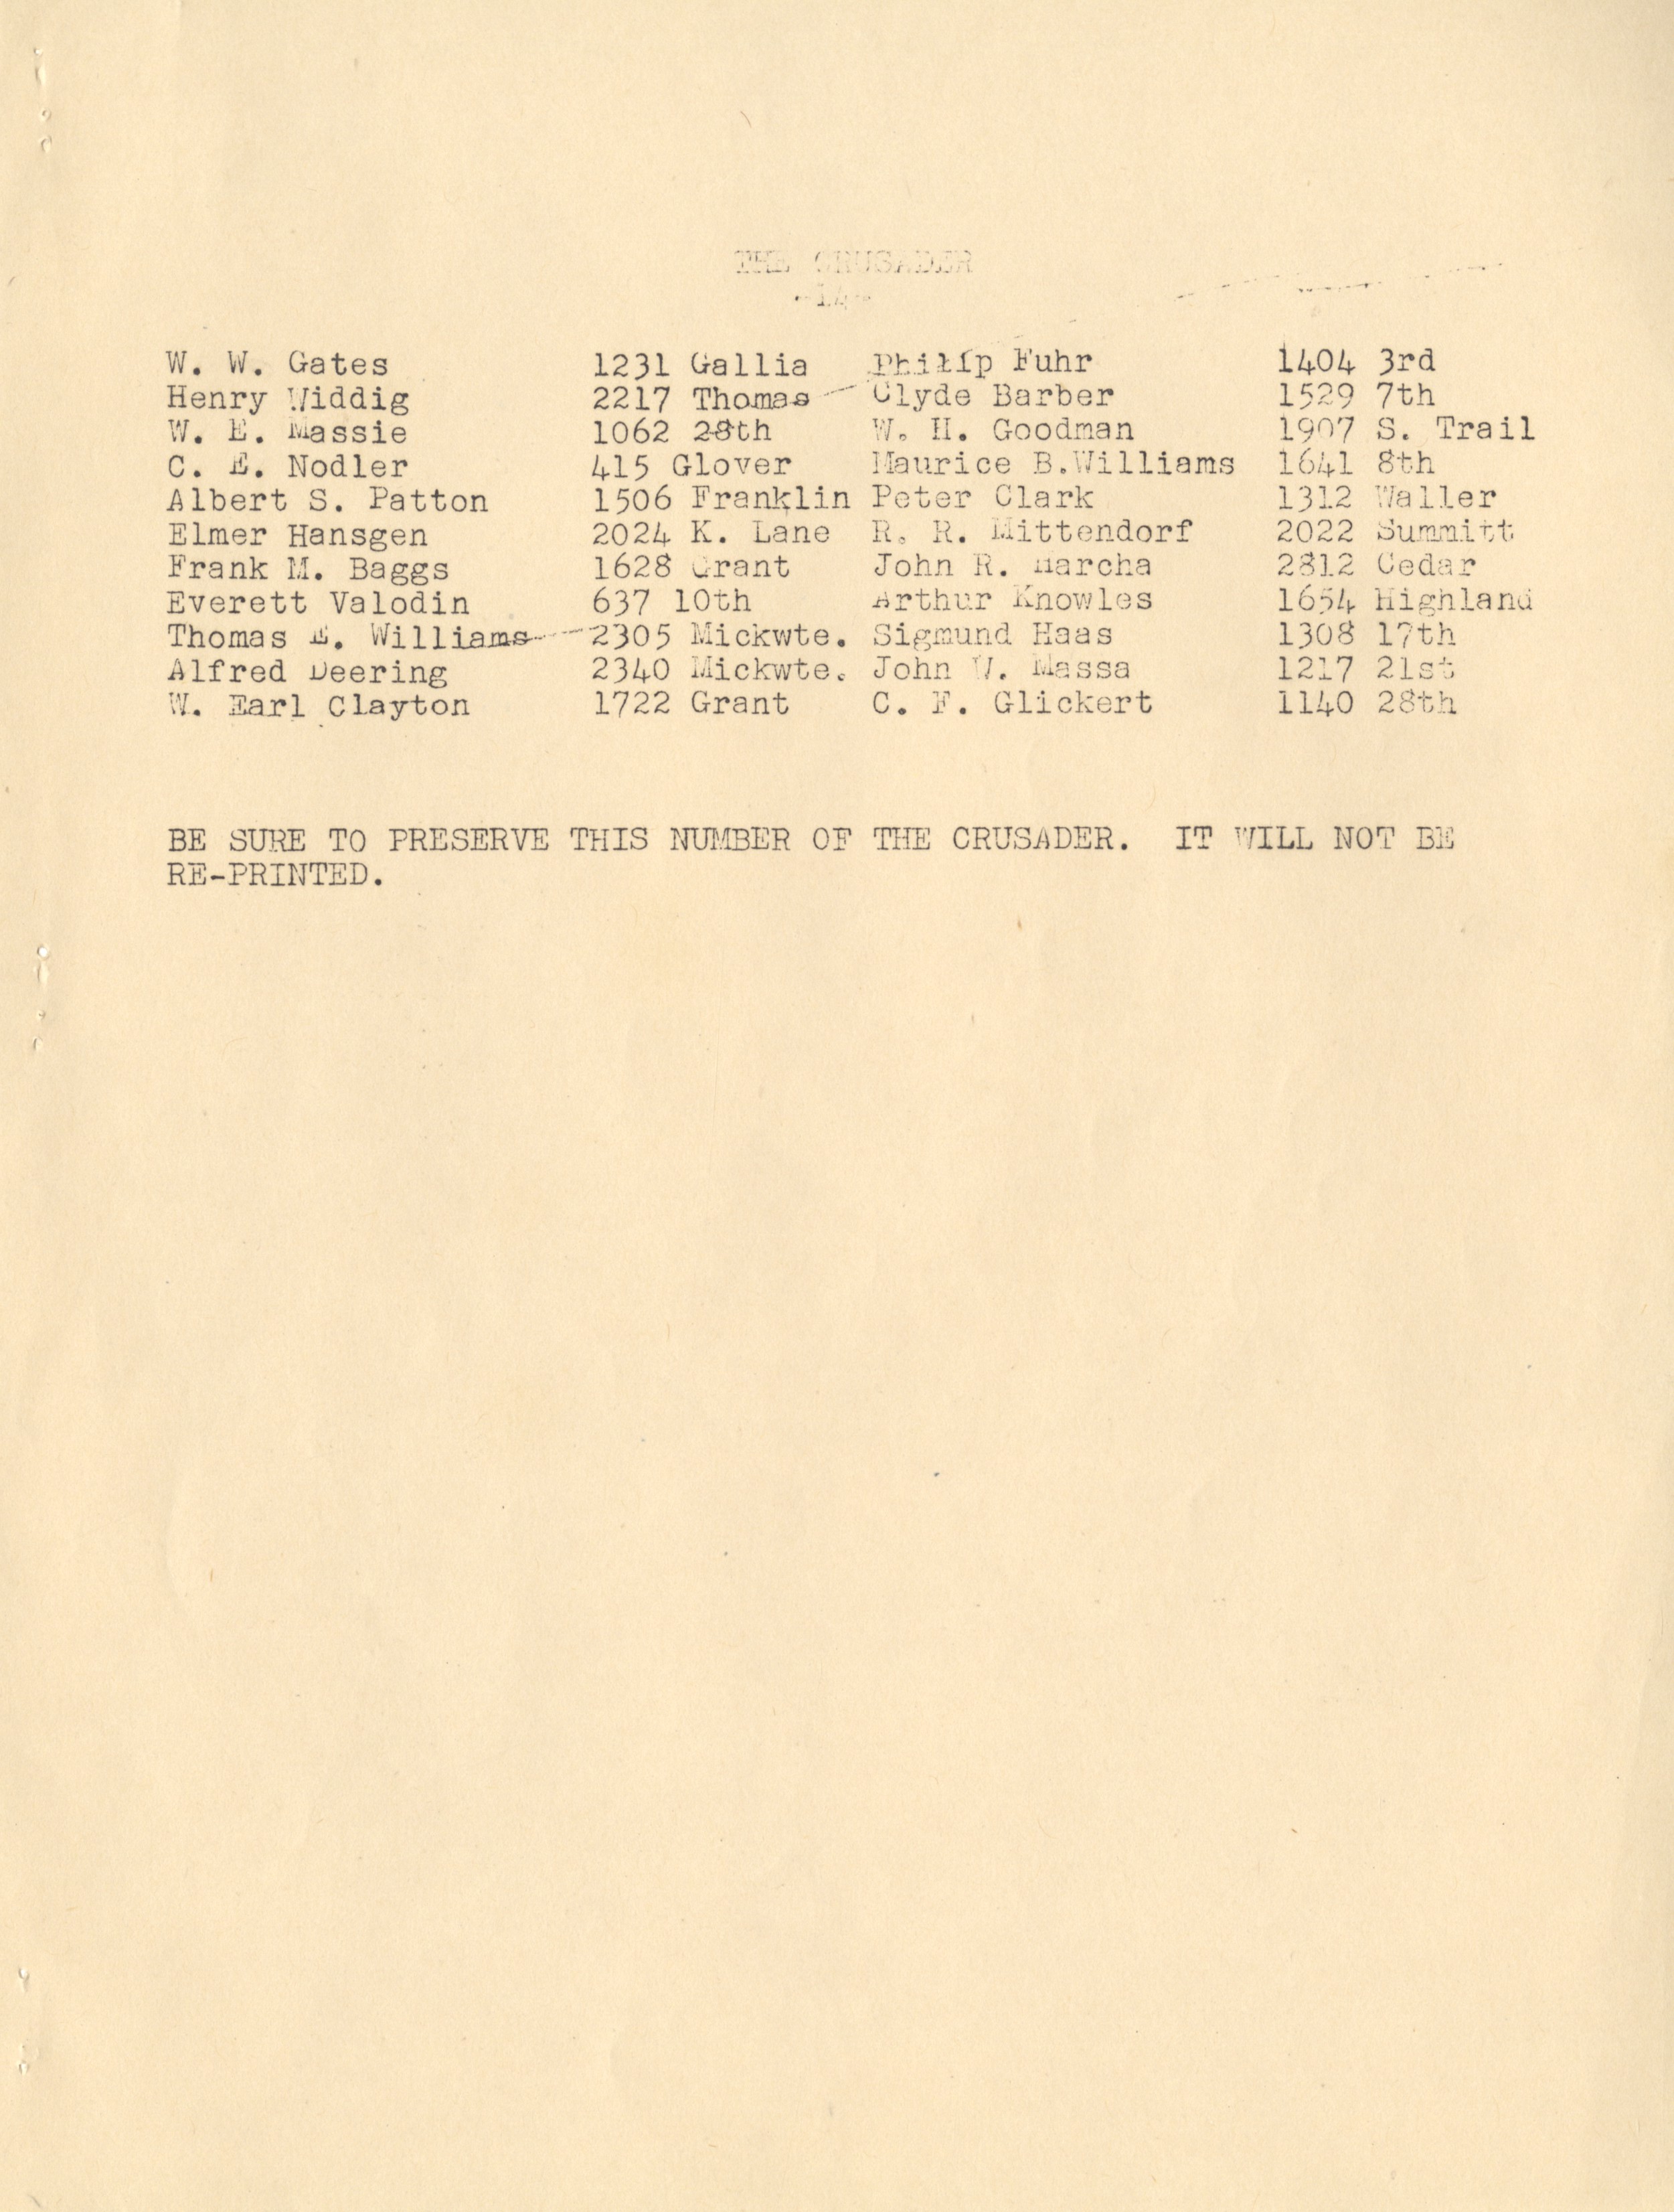 THE CRUSADER
-14-
W. W. Gates 1231 Gallia Philip Fuhr 1404 3rd
Henry Widdig 2217 Thomas Clyde Barber 1529 7th
W. E. Massie 1062 28th W. H. Goodman 1907 S. Trail
C. E. Nodler 415 Glover Maurice B.Williams 1641 8th
Albert S. Patton 1506 Franklin Peter Clark 1312 Waller
Elmer Hansgen 2024 K. Lane R. R. Mittendorf 2022 Summitt
Frank M. Baggs 1628 Grant John R. Marcha 2812 Cedar
Everett Valodin 637 10th Arthur Knowles 1654 Highland
Thomas E. Williams 2305 Mickwte. Sigmund Haas 1308 17th
Alfred Deering 2340 Mickwte. John W. Massa 1217 21st
W. Earl Clayton 1722 Grant C. F. Glickert 1140 28th
BE SURE TO PRESERVE THIS NUMBER OF THE CRUSADER. IT WILL NOT BE
RE-PRINTED.